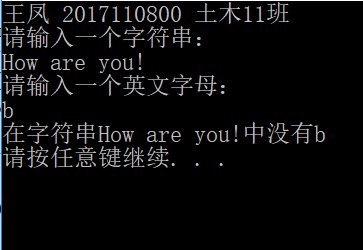 王凤 2017110800 土木11班
请输入一个字符串：
How are you!
请输入一个英文字母：
b
在字符串How are you!中没有b
请按任意键继续. . .